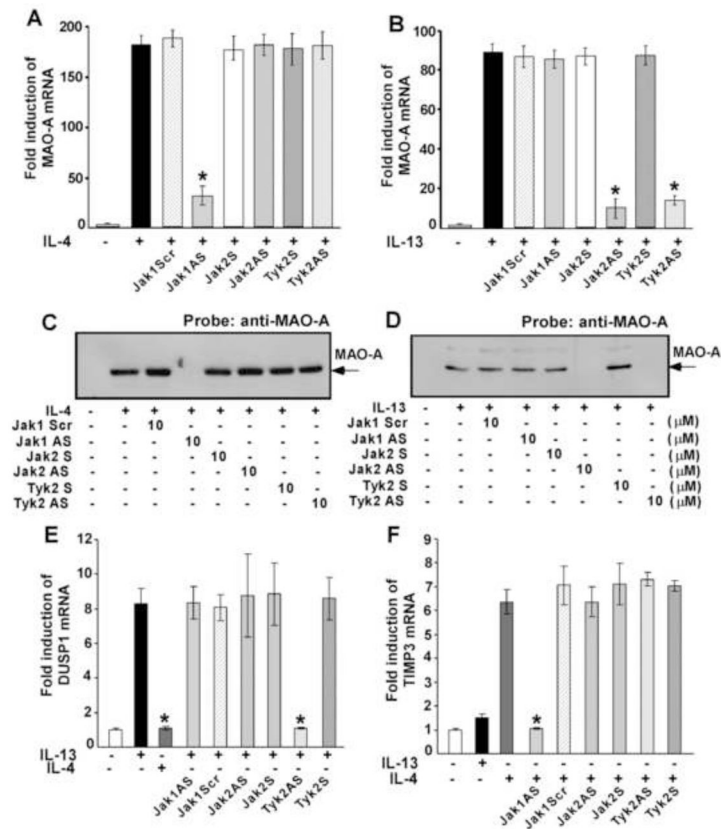 A
Fold induction of
MAO-A mRNA
200
150
100
50
0
IL-4
- + + + + + + +
Jak1Scr
Jak1AS
Jak2S
Jak2AS
Tyk2S
Tyk2AS
*
B
Fold induction of
MAO-A mRNA
100
80
60
40
20
0
IL-13
- + + + + + + +
Jak1Scr
Jak1AS
Jak2S
Jak2AS
Tyk2S
Tyk2AS
* *
C
Probe: anti-MAO-A
MAO-A
IL-4 - + + + + + + +
Jak1 Scr - - 10 - - - - -
Jak1 AS - - - 10 - - - -
Jak2 S - - - - 10 - - -
Jak2 AS - - - - - 10 - -
Tyk2 S - - - - - - 10 -
Tyk2 AS - - - - - - - 10
D
Probe: anti-MAO-A
MAO-A
IL-13 - + + + + + + +
Jak1 Scr - - 10 - - - - - (µM)
Jak1 AS - - - 10 - - - - (µM)
Jak2 S - - - - 10 - - - (µM)
Jak2 AS - - - - - 10 - - (µM)
Tyk2 S - - - - - - 10 - (µM)
Tyk2 AS - - - - - - - 10 (µM)
E
Fold induction of
DUSP1 mRNA
12
10
8
6
4
2
0
* *
IL-13 - + - + + + + + +
IL-4 - - +
Jak1AS
Jak1Scr
Jak2AS
Jak2S
Tyk2AS
Tyk2S
F
Fold induction of
TIMP3 mRNA
9
8
7
6
5
4
3
2
1
0
*
IL-13 - +
IL-4 - - + + + + + + +
Jak1AS
Jak1Scr
Jak2AS
Jak2S
Tyk2AS
Tyk2S